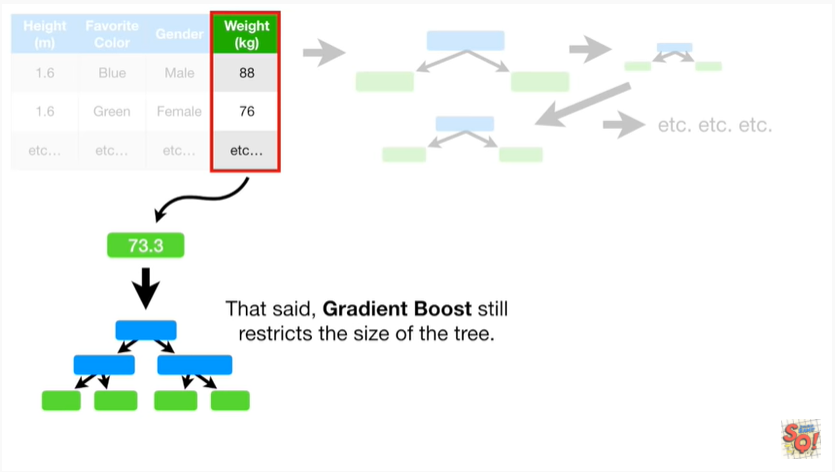 Height (m) Favorite Color Gender Weight (kg)
1.6 Blue Male 88
1.6 Green Female 76
etc... etc... etc... etc...
etc. etc. etc.
73.3
That said, Gradient Boost still
restricts the size of the tree.
SQ!